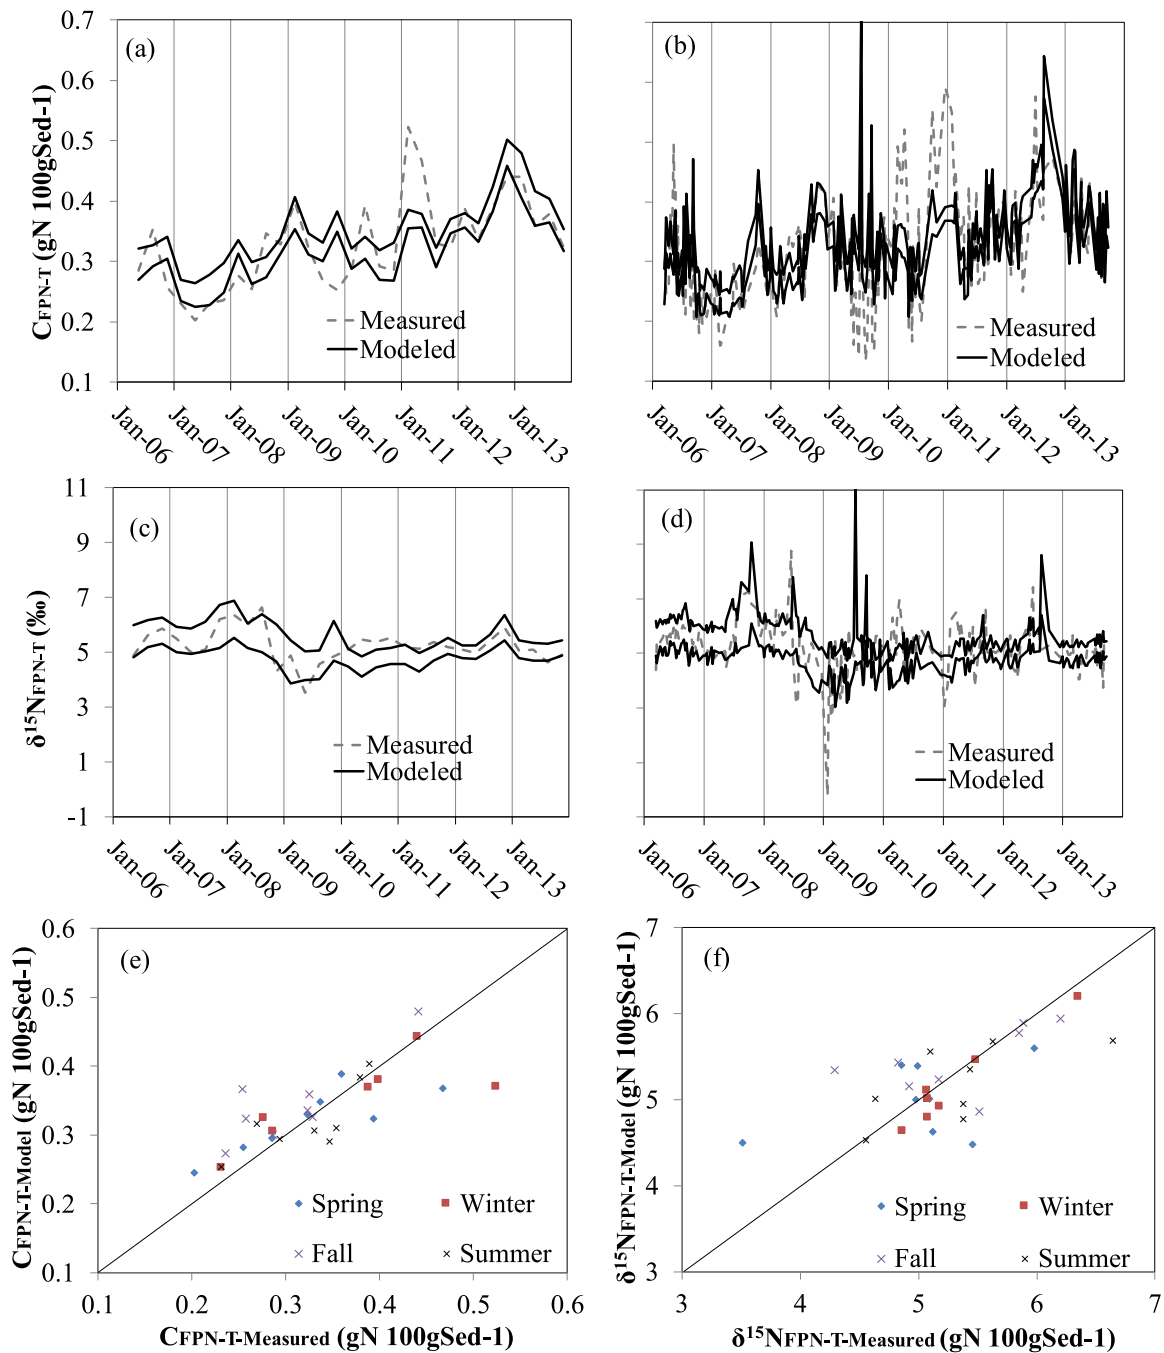 (a)
CFPN-T (gN 100gSed-1)
0.7
0.6
0.5
0.4
0.3
0.2
0.1
Measured
Modeled
Jan-06
Jan-07
Jan-08
Jan-09
Jan-10
Jan-11
Jan-12
Jan-13
(b)
Measured
Modeled
Jan-06
Jan-07
Jan-08
Jan-09
Jan-10
Jan-11
Jan-12
Jan-13
(c)
δ15NFPN-T (‰)
11
9
7
5
3
1
-1
Measured
Modeled
Jan-06
Jan-07
Jan-08
Jan-09
Jan-10
Jan-11
Jan-12
Jan-13
(d)
Measured
Modeled
Jan-06
Jan-07
Jan-08
Jan-09
Jan-10
Jan-11
Jan-12
Jan-13
(e)
CFPN-T-Model (gN 100gSed-1)
0.6
0.5
0.4
0.3
0.2
0.1
Spring
Winter
Fall
Summer
0.1 0.2 0.3 0.4 0.5 0.6
CFPN-T-Measured (gN 100gSed-1)
(f)
δ15NFPN-T-Model (gN 100gSed-1)
7
6
5
4
3
Spring
Winter
Fall
Summer
3 4 5 6 7
δ15NFPN-T-Measured (gN 100gSed-1)